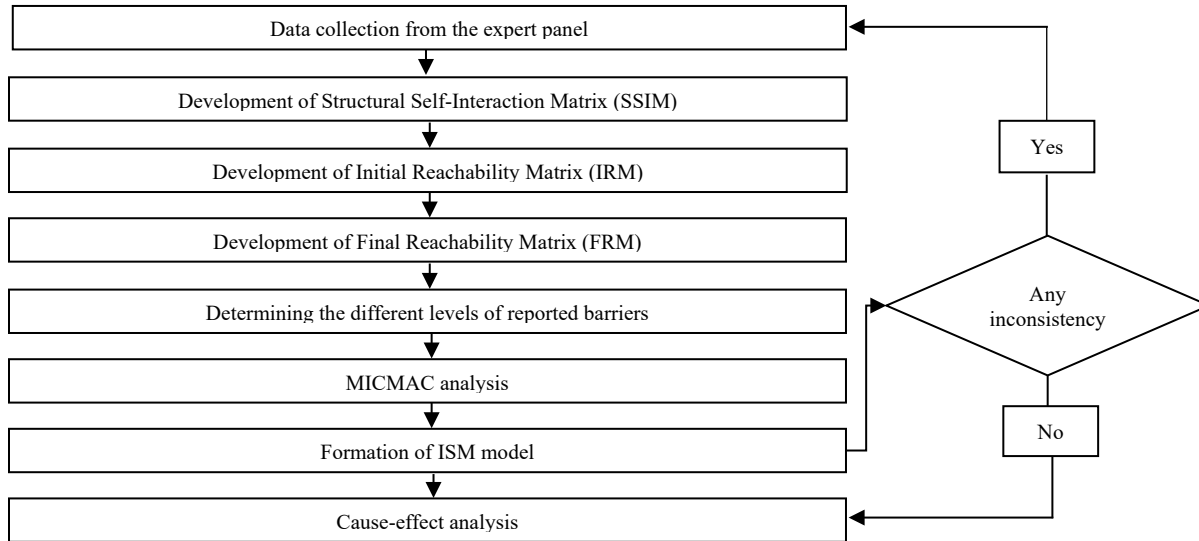 Data collection from the expert panel
Development of Structural Self-Interaction Matrix (SSIM)
Development of Initial Reachability Matrix (IRM)
Development of Final Reachability Matrix (FRM)
Determining the different levels of reported barriers
MICMAC analysis
Formation of ISM model
Cause-effect analysis
Yes
Any
inconsistency
No